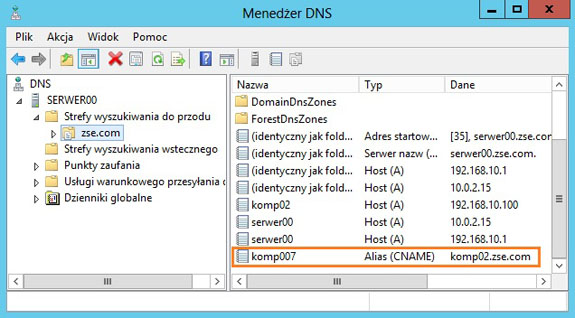 Menedżer DNS
Plik Akcja Widok Pomoc
DNS
SERWER00
Strefy wyszukiwania do przodu
zse.com
Strefy wyszukiwania wstecznego
Punkty zaufania
Usługi warunkowego przesyłania d
Dzienniki globalne
Nazwa Typ Dane
DomainDnsZones
ForestDnsZones
(identyczny jak fold... Adres startow... [35], serwer00.zse.con
(identyczny jak fold... Serwer nazw (... serwer00.zse.com.
(identyczny jak fold... Host (A) 192.168.10.1
(identyczny jak fold... Host (A) 10.0.2.15
komp02 Host (A) 192.168.10.100
serwer00 Host (A) 10.0.2.15
serwer00 Host (A) 192.168.10.1
komp007 Alias (CNAME) komp02.zse.com